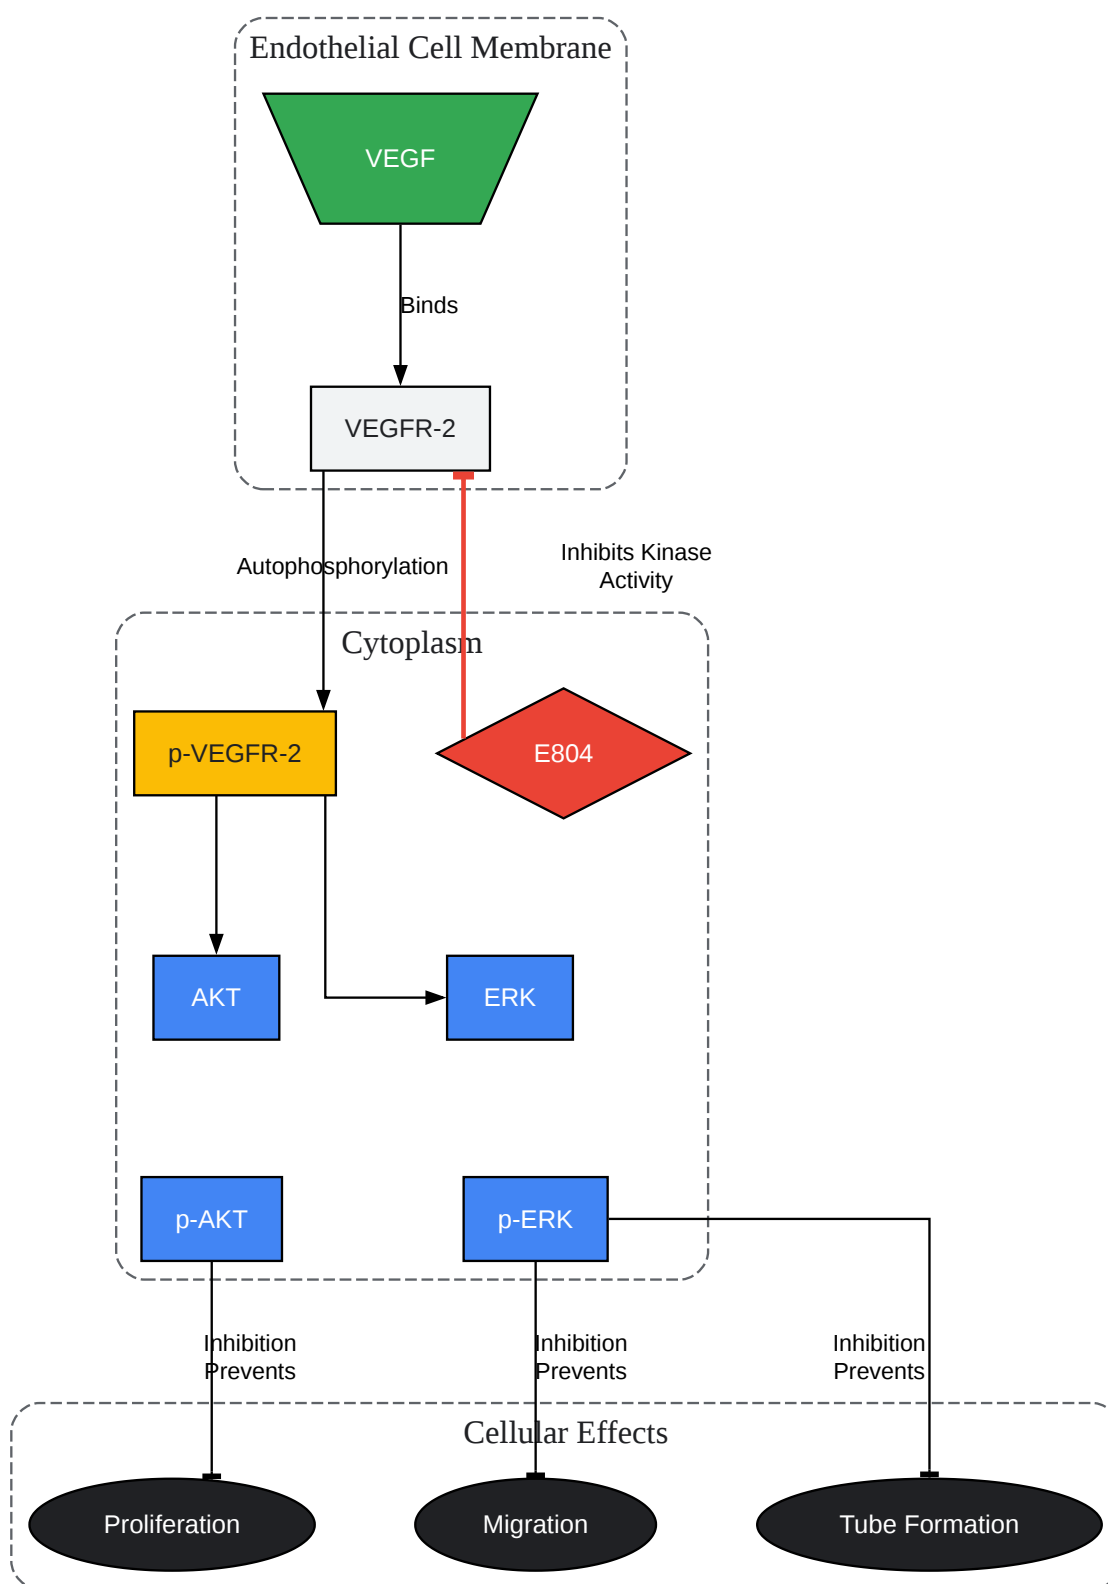 Endothelial Cell Membrane
VEGF
Binds
VEGFR-2
Autophosphorylation
Inhibits Kinase
Activity
Cytoplasm
p-VEGFR-2
E804
AKT
ERK
p-AKT
p-ERK
Inhibition
Prevents
Inhibition
Prevents
Inhibition
Prevents
Cellular Effects
Proliferation
Migration
Tube Formation